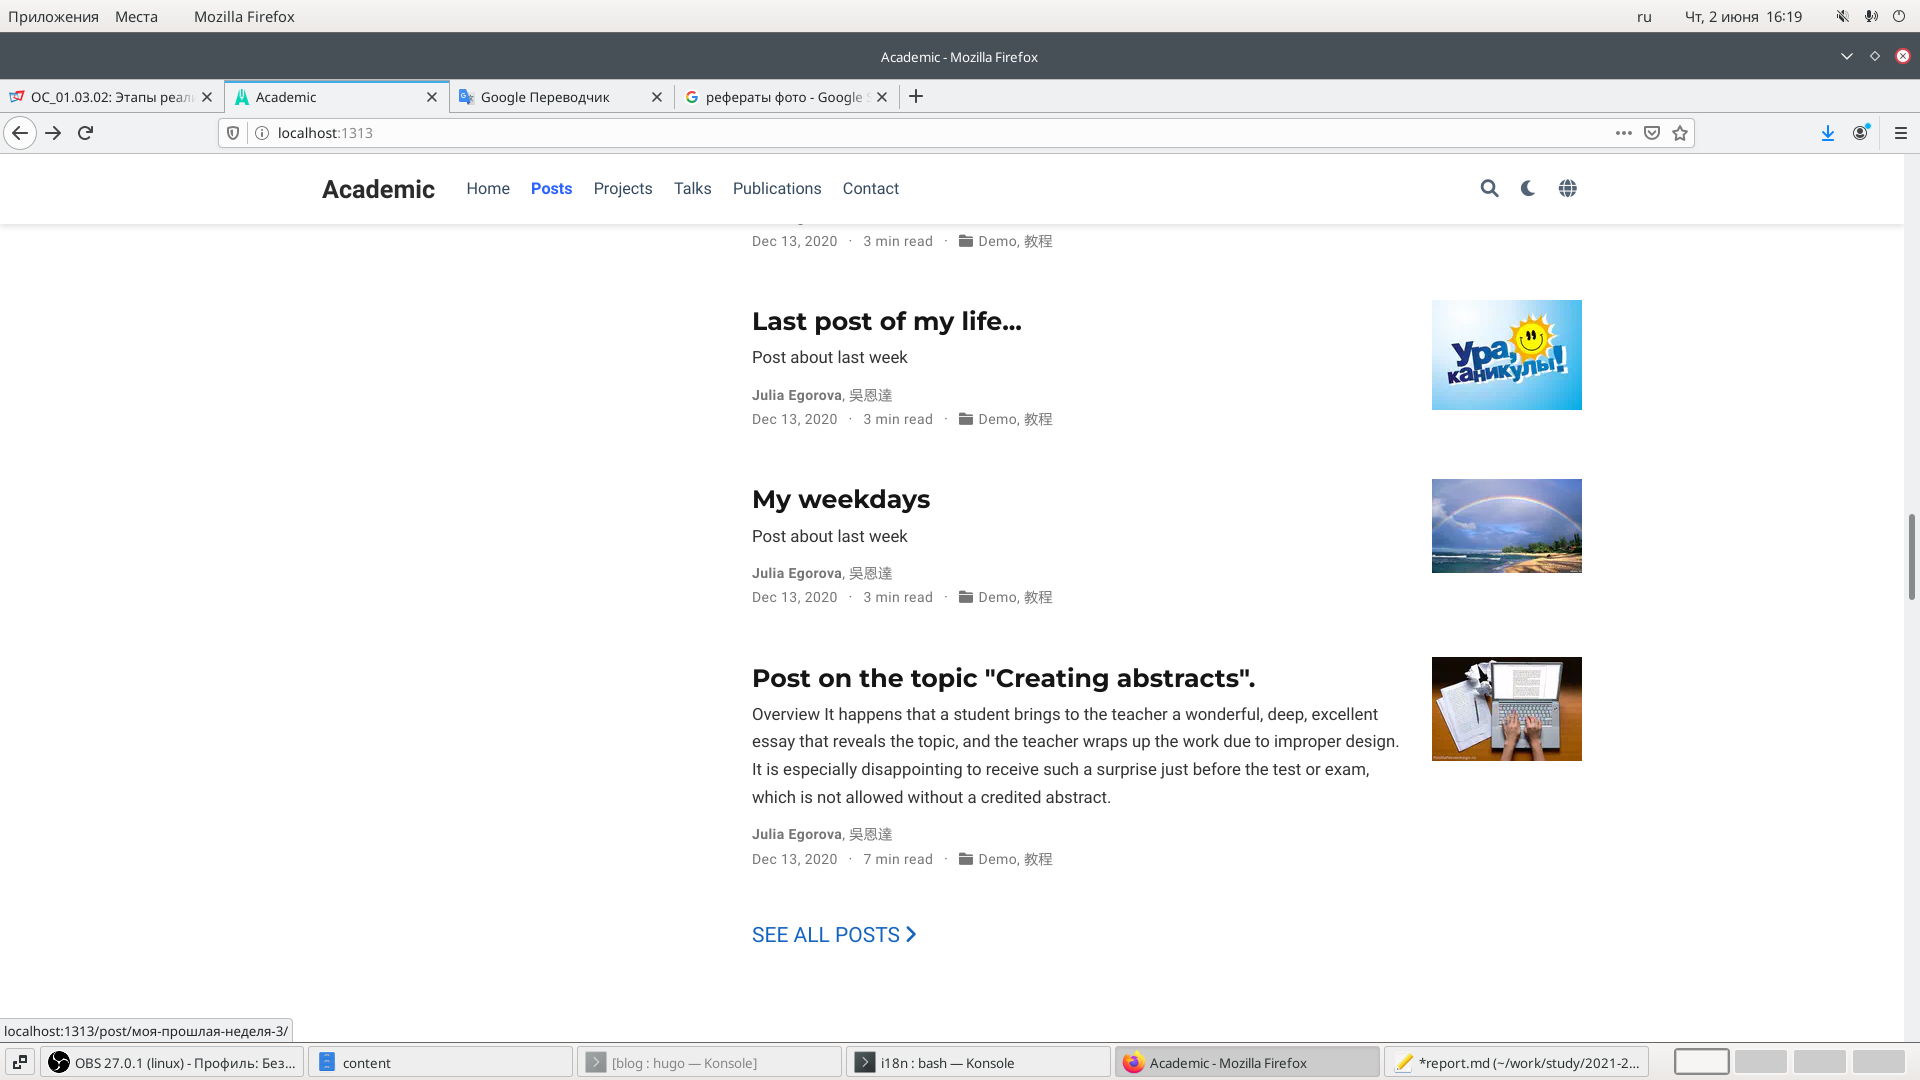 Приложения Места Mozilla Firefox ru Чт, 2 июня 16:19
Academic - Mozilla Firefox
ОС_01.03.02: Этапы реал Academic Google Переводчик рефераты фото - Google S
localhost:1313
Academic Home Posts Projects Talks Publications Contact
Dec 13, 2020 · 3 min read · Demo, 教程
Last post of my life...
Post about last week
Julia Egorova, 吳恩達
Dec 13, 2020 · 3 min read · Demo, 教程
Ура,
каникулы!
My weekdays
Post about last week
Julia Egorova, 吳恩達
Dec 13, 2020 · 3 min read · Demo, 教程
Post on the topic "Creating abstracts".
Overview It happens that a student brings to the teacher a wonderful, deep, excellent
essay that reveals the topic, and the teacher wraps up the work due to improper design.
It is especially disappointing to receive such a surprise just before the test or exam,
which is not allowed without a credited abstract.
Julia Egorova, 吳恩達
Dec 13, 2020 · 7 min read · Demo, 教程
SEE ALL POSTS
localhost:1313/post/моя-прошлая-неделя-3/
OBS 27.0.1 (linux) - Профиль: Без... content [blog : hugo — Konsole] i18n : bash — Konsole Academic - Mozilla Firefox *report.md (~/work/study/2021-2...